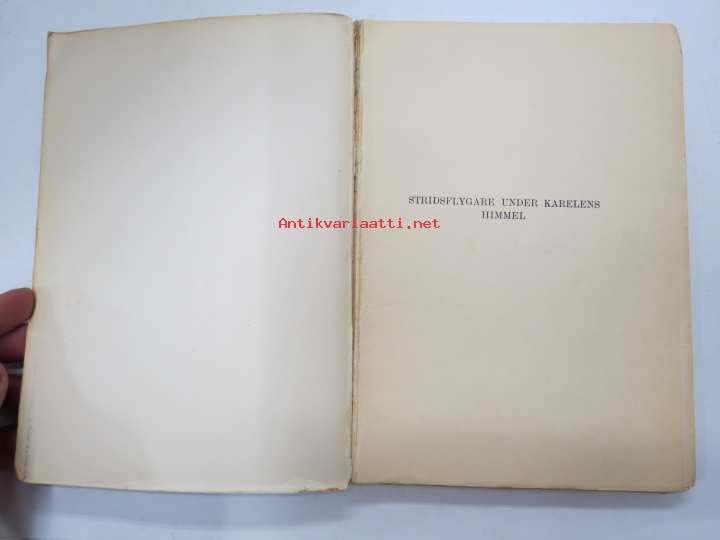 Antikvariaatti.net
STRIDSFLYGARE UNDER KARELENS
HIMMEL